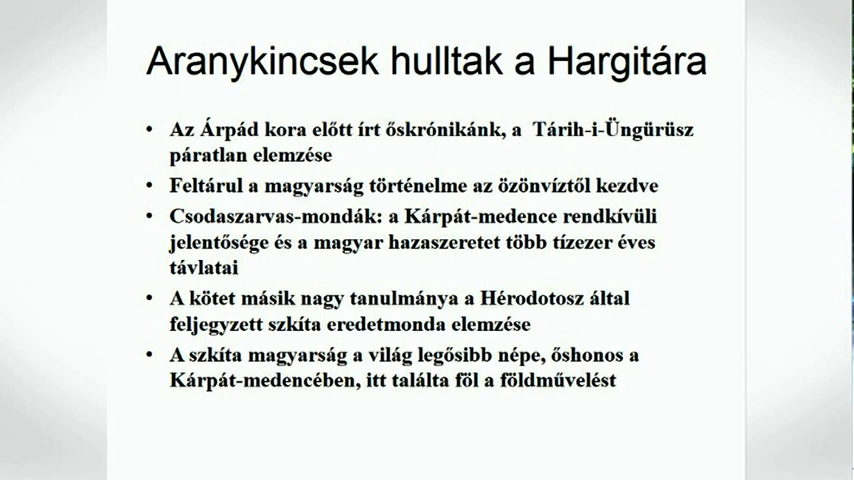 Aranykincsek hulltak a Hargitára
• Az Árpád kora előtt írt őskrónikánk, a Tárih-i-Üngürüsz
páratlan elemzése
• Feltárul a magyarság történelme az özönvíztől kezdve
• Csodaszarvas-mondák: a Kárpát-medence rendkívüli
jelentősége és a magyar hazaszeretet több tízezer éves
távlatai
• A kötet másik nagy tanulmánya a Hérodotosz által
feljegyzett szkíta eredetmonda elemzése
• A szkíta magyarság a világ legősibb népe, őshonos a
Kárpát-medencében, itt találta föl a földművelést